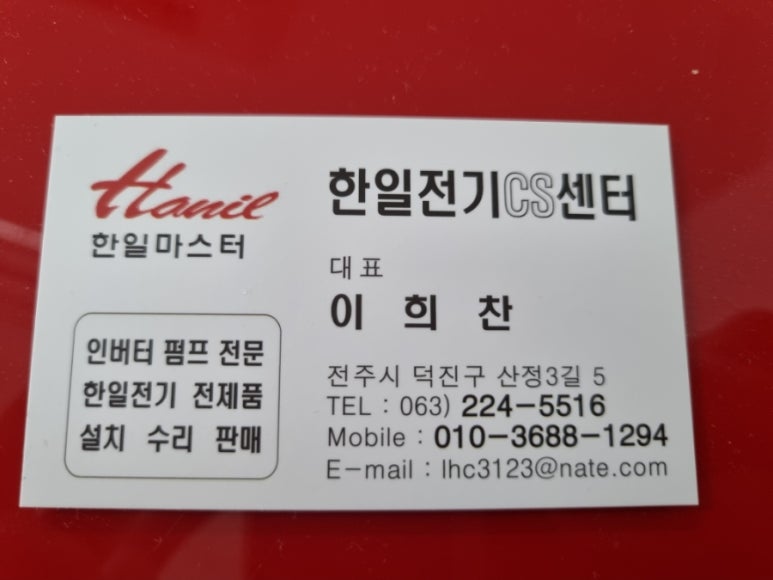 Hanil
한일마스터
인버터 펌프 전문
한일전기 전제품
설치 수리 판매
한일전기CS센터
대표
이 희 찬
전주시 덕진구 산정3길 5
TEL : 063) 224-5516
Mobile : 010-3688-1294
E-mail : lhc3123@nate.com